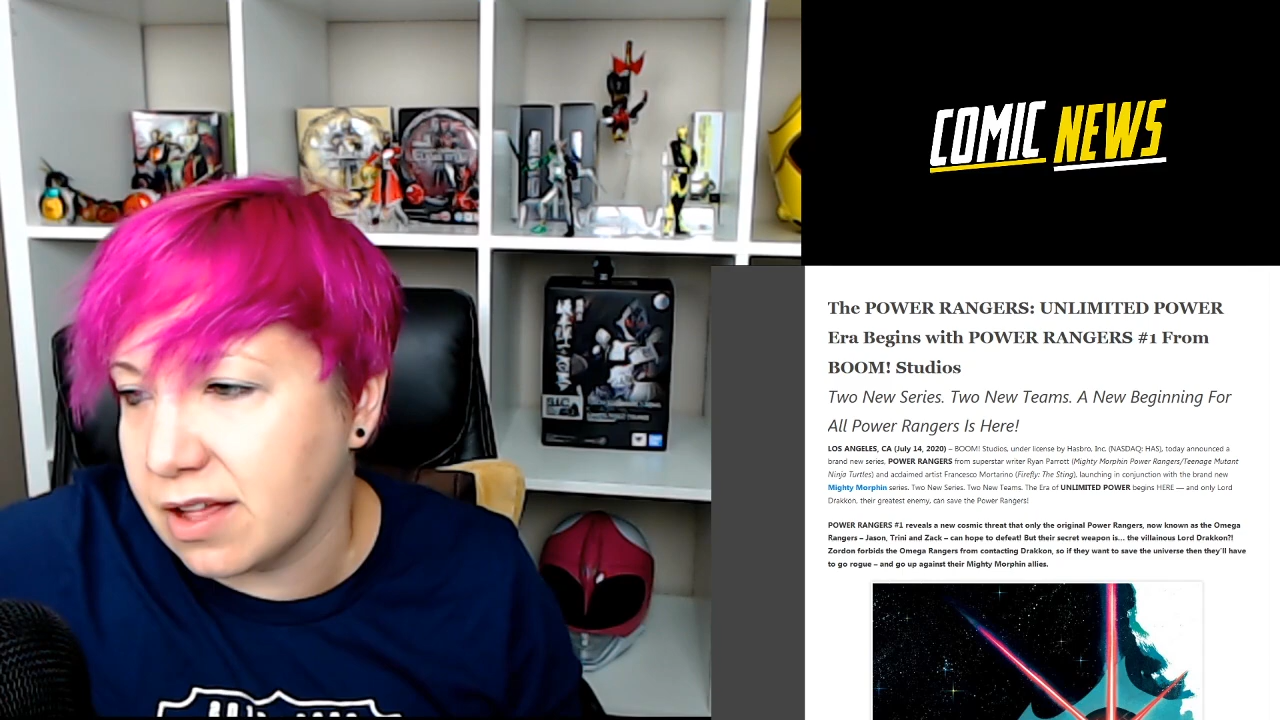 COMIC NEWS
The POWER RANGERS: UNLIMITED POWER
Era Begins with POWER RANGERS #1 From
BOOM! Studios
Two New Series. Two New Teams. A New Beginning For
All Power Rangers Is Here!
LOS ANGELES, CA (July 14, 2020) – BOOM! Studios, under license by Hasbro, Inc. (NASDAQ: HAS), today announced a
brand new series, POWER RANGERS from superstar writer Ryan Parrott (Mighty Morphin Power Rangers/Teenage Mutant
Ninja Turtles) and acclaimed artist Francesco Mortarino (Firefly: The Sting), launching in conjunction with the brand new
Mighty Morphin series. Two New Series. Two New Teams. The Era of UNLIMITED POWER begins HERE — and only Lord
Drakkon, their greatest enemy, can save the Power Rangers!
POWER RANGERS #1 reveals a new cosmic threat that only the original Power Rangers, now known as the Omega
Rangers – Jason, Trini and Zack – can hope to defeat! But their secret weapon is... the villainous Lord Drakkon?!
Zordon forbids the Omega Rangers from contacting Drakkon, so if they want to save the universe then they'll have
to go rogue – and go up against their Mighty Morphin allies.